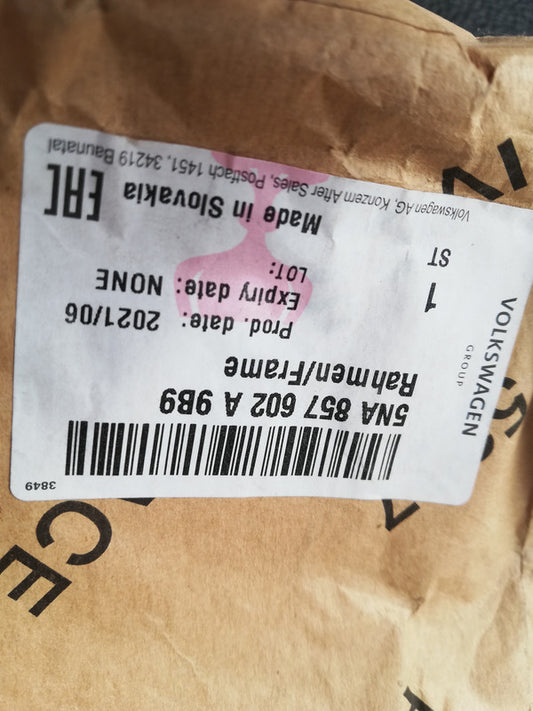 3849
5NA 857 602 A 9B9
Rahmen/Frame
Prod. date: 2021/06
Expiry date: NONE
LOT:
1
ST
Made in Slovakia
EAC
Volkswagen AG, Konzern After Sales, Postfach 1451, 34219 Baunatal
VOLKSWAGEN
GROUP
CE